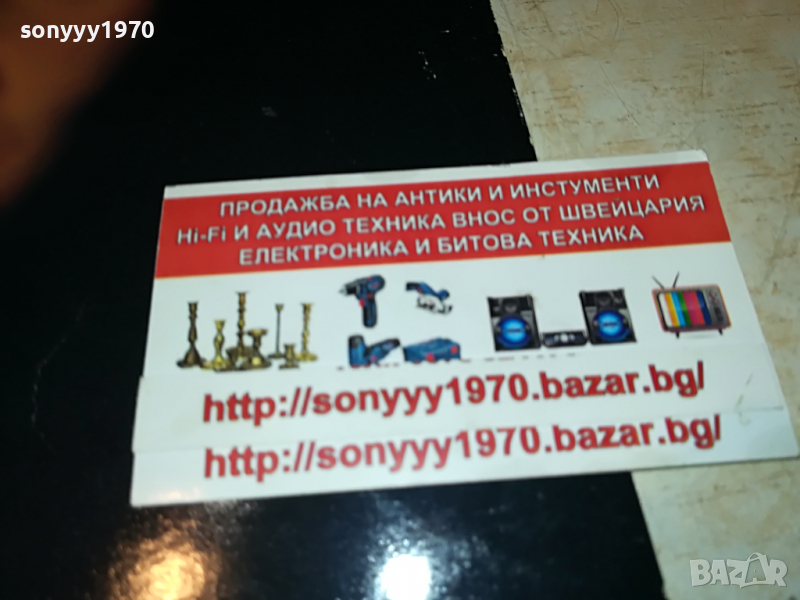 sonyyy1970
ПРОДАЖБА НА АНТИКИ И ИНСТУМЕНТИ
Hi-Fi И АУДИО ТЕХНИКА ВНОС ОТ ШВЕЙЦАРИЯ
ЕЛЕКТРОНИКА И БИТОВА ТЕХНИКА
http://sonyyy1970.bazar.bg/
http://sonyyy1970.bazar.bg/
BAZAR